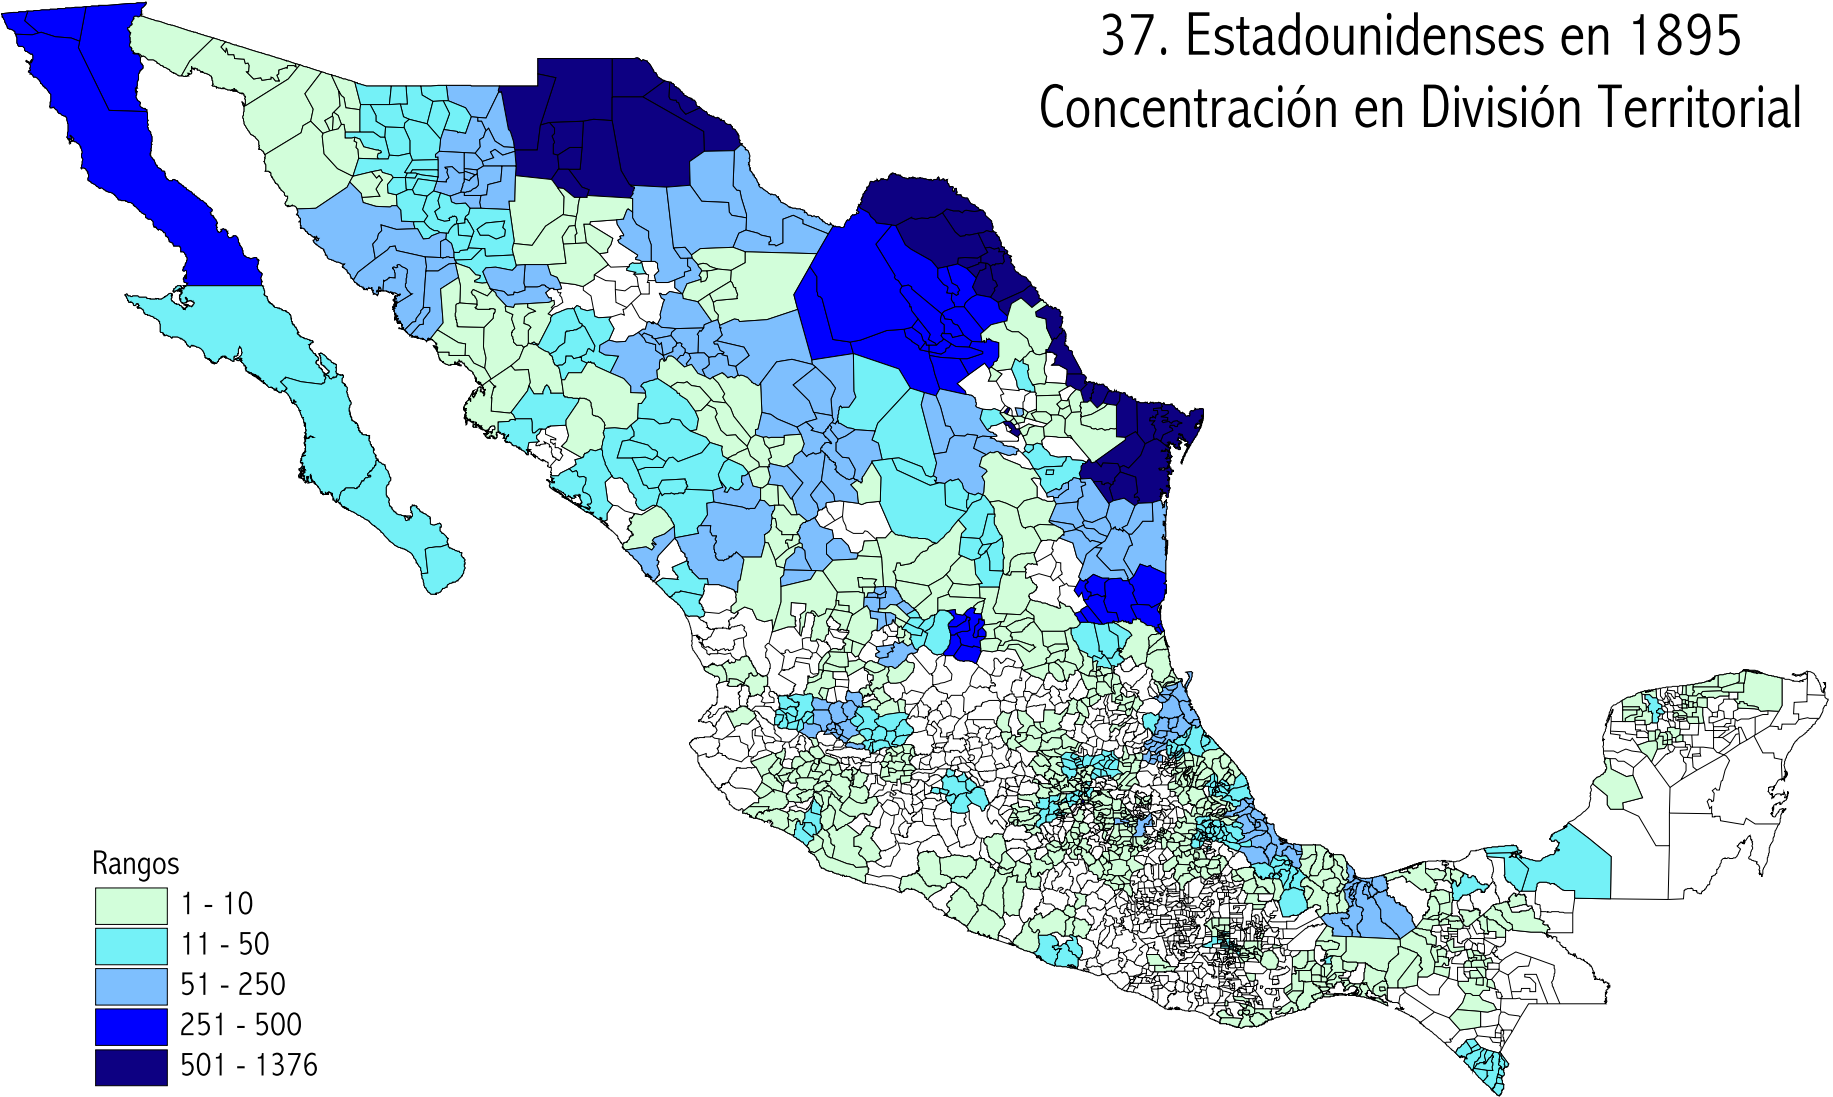 37. Estadounidenses en 1895
Concentración en División Territorial
Rangos
1 - 10
11 - 50
51 - 250
251 - 500
501 - 1376